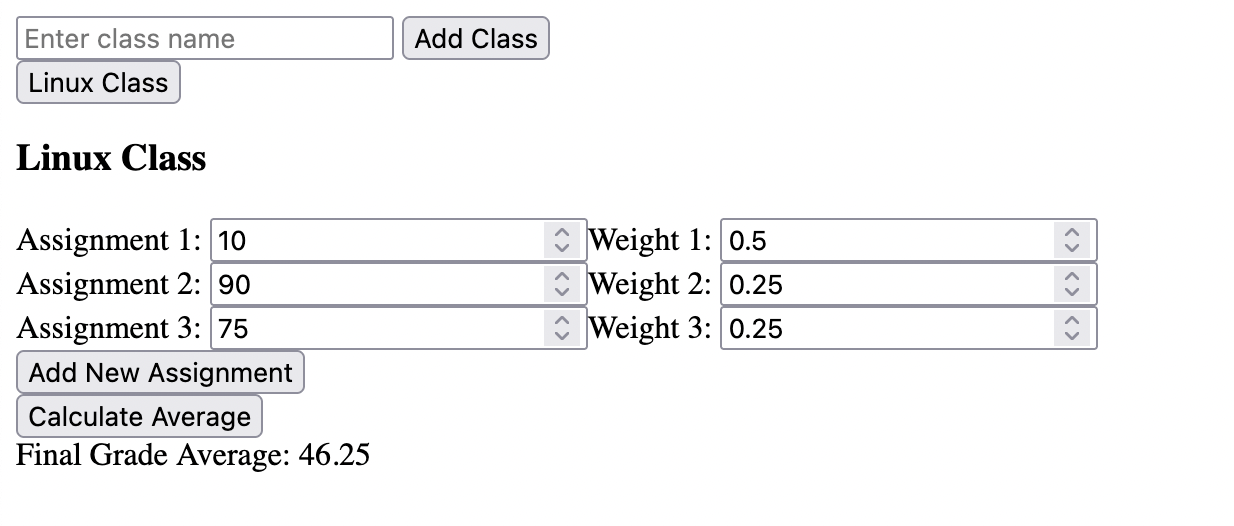 Enter class name Add Class
Linux Class
Linux Class
Assignment 1: 10 Weight 1: 0.5
Assignment 2: 90 Weight 2: 0.25
Assignment 3: 75 Weight 3: 0.25
Add New Assignment
Calculate Average
Final Grade Average: 46.25